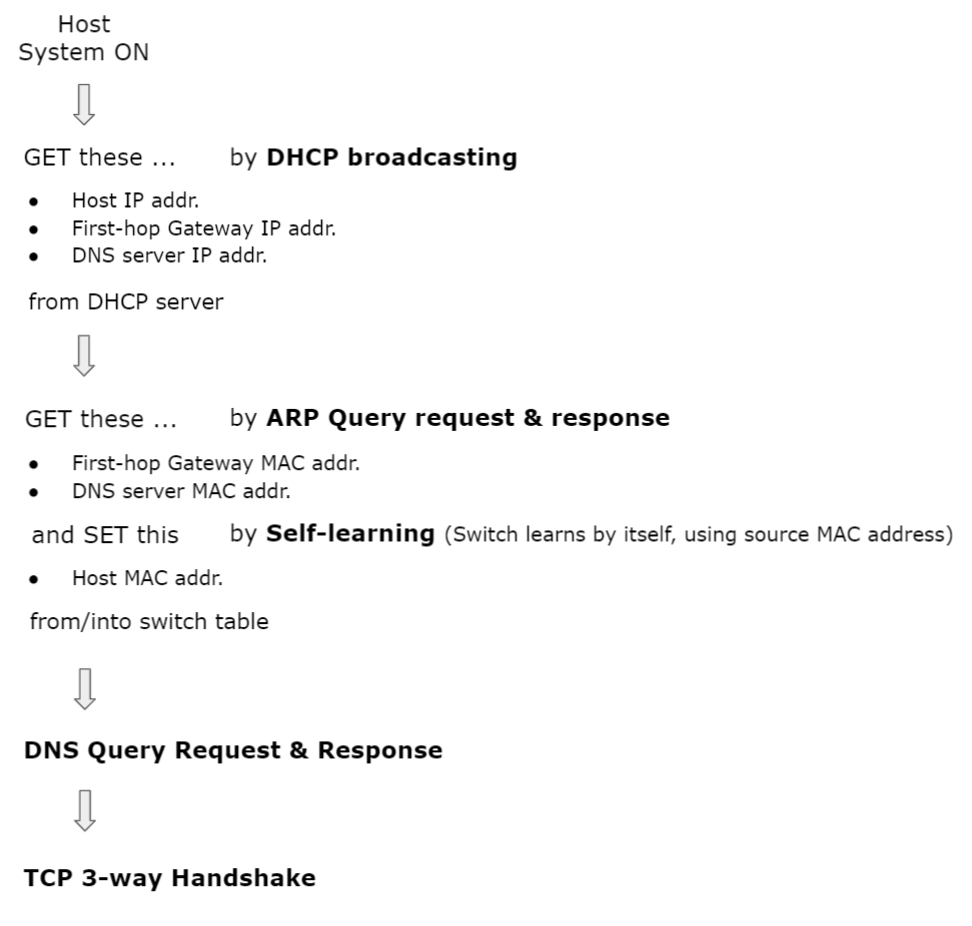 Host
System ON
GET these ... by DHCP broadcasting
● Host IP addr.
● First-hop Gateway IP addr.
● DNS server IP addr.
from DHCP server
GET these ... by ARP Query request & response
● First-hop Gateway MAC addr.
● DNS server MAC addr.
and SET this by Self-learning (Switch learns by itself, using source MAC address)
● Host MAC addr.
from/into switch table
DNS Query Request & Response
TCP 3-way Handshake